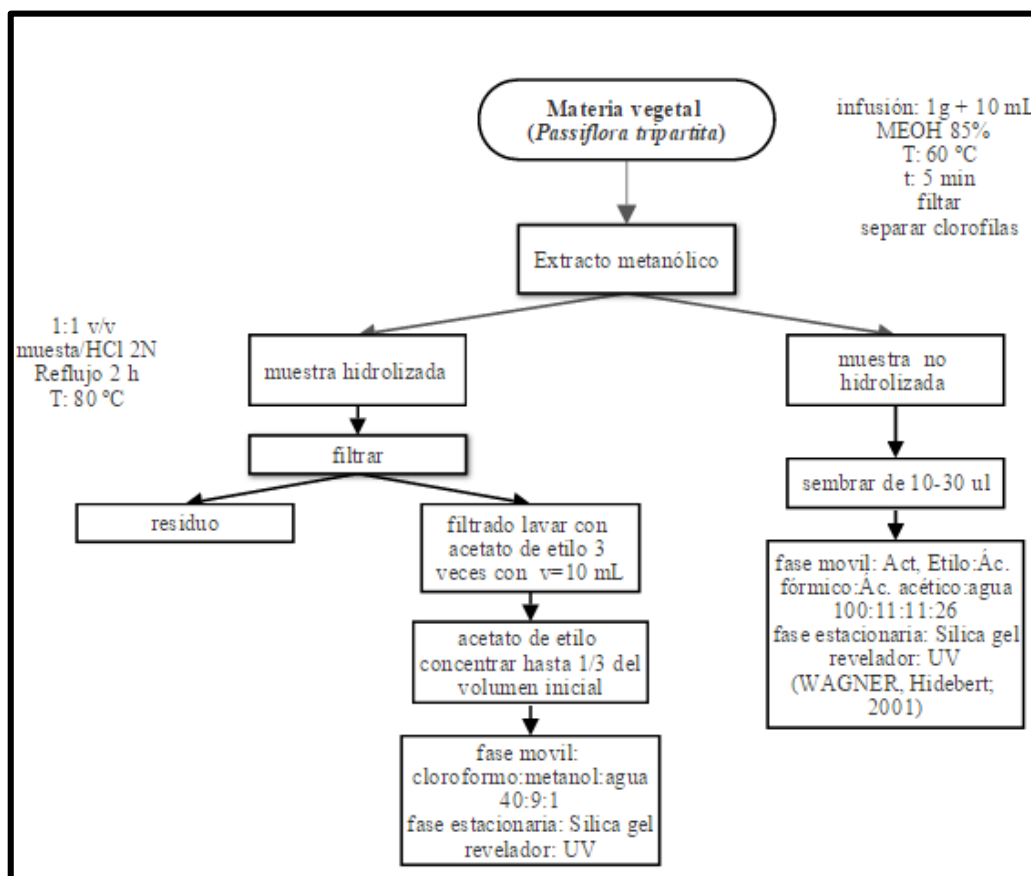 Materia vegetal
(Passiflora tripartita)
infusión: 1g + 10 mL
MEOH 85%
T: 60 ºC
t: 5 min
filtar
separar clorofilas
Extracto metanólico
1:1 v/v
muesta/HCl 2N
Reflujo 2 h
T: 80 ºC
muestra hidrolizada
muestra no
hidrolizada
filtrar
sembrar de 10-30 ul
residuo
filtrado lavar con
acetato de etilo 3
veces con v=10 mL
fase movil: Act, Etilo:Ác.
fórmico:Ác. acético:agua
100:11:11:26
fase estacionaria: Silica gel
revelador: UV
(WAGNER, Hidebert;
2001)
acetato de etilo
concentrar hasta 1/3 del
volumen inicial
fase movil:
cloroformo:metanol:agua
40:9:1
fase estacionaria: Silica gel
revelador: UV